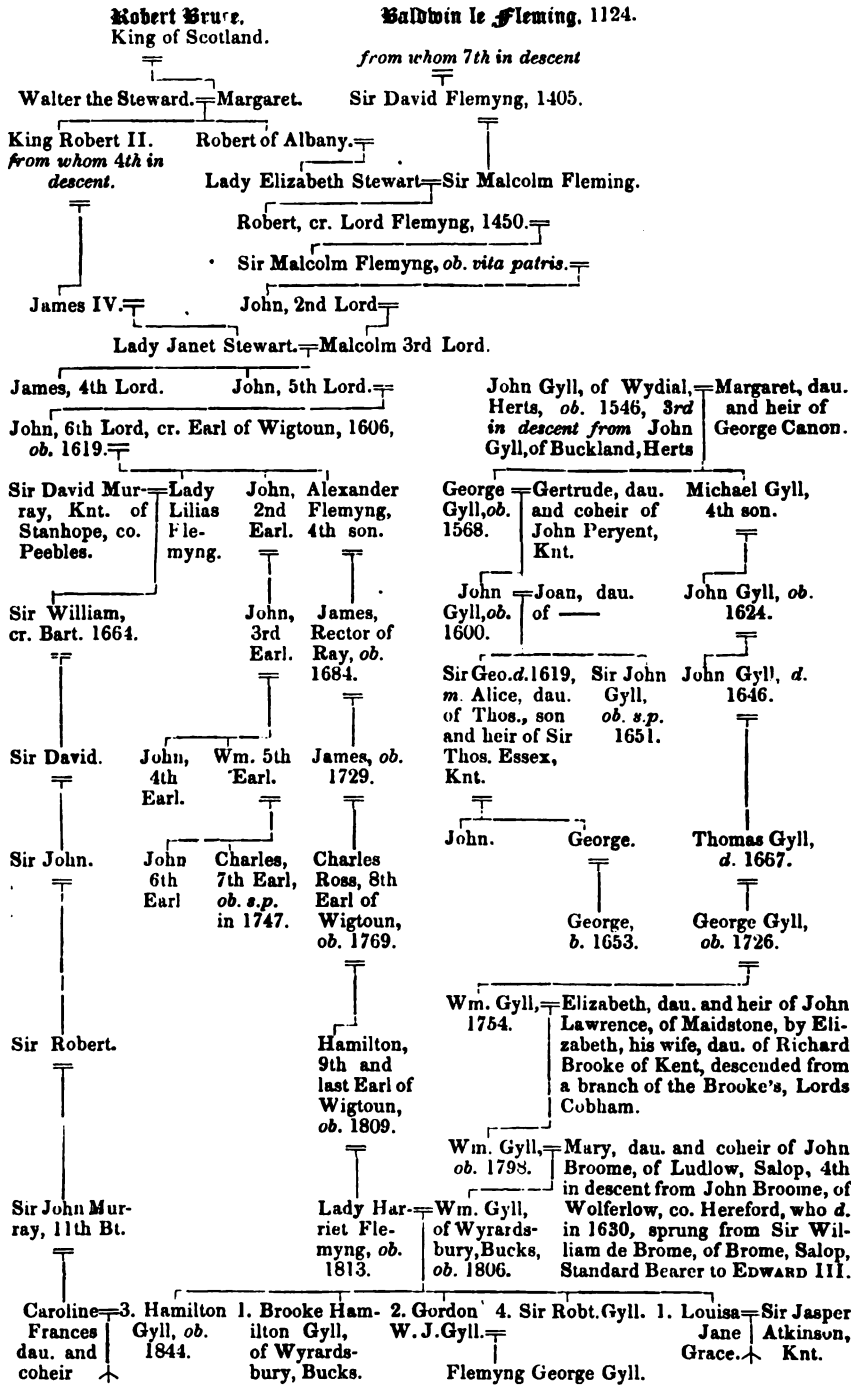 Robert Bruce,
King of Scotland.
Baldwin le Fleming, 1124.
from whom 7th in descent
Walter the Steward. Margaret.
Sir David Flemyng, 1405.
King Robert II.
from whom 4th in
descent.
Robert of Albany.
Lady Elizabeth Stewart Sir Malcolm Fleming.
Robert, cr. Lord Flemyng, 1450.
Sir Malcolm Flemyng, ob. vita patris.
James IV.
John, 2nd Lord
Lady Janet Stewart. Malcolm 3rd Lord.
James, 4th Lord.
John, 5th Lord.
John, 6th Lord, cr. Earl of Wigtoun, 1606,
ob. 1619.
John Gyll, of Wydial,
Herts, ob. 1546, 3rd
in descent from John
Gyll, of Buckland, Herts
Margaret, dau.
and heir of
George Canon.
Sir David Mur-
ray, Knt. of
Stanhope, co.
Peebles.
Lady
Lilias
Fle-
myng.
John,
2nd
Earl.
Alexander
Flemyng,
4th son.
George
Gyll, ob.
1568.
Gertrude, dau.
and coheir of
John Peryent,
Knt.
Michael Gyll,
4th son.
Sir William,
cr. Bart. 1664.
John,
3rd
Earl.
James,
Rector of
Ray, ob.
1684.
John
Gyll, ob.
1600.
Joan, dau.
of ——
John Gyll, ob.
1624.
Sir Geo. d. 1619,
m. Alice, dau.
of Thos., son
and heir of Sir
Thos. Essex,
Knt.
Sir John
Gyll,
ob. s.p.
1651.
John Gyll, d.
1646.
Sir David.
John,
4th
Earl.
Wm. 5th
Earl.
James, ob.
1729.
Sir John.
John
6th
Earl
Charles,
7th Earl,
ob. s.p.
in 1747.
Charles
Ross, 8th
Earl of
Wigtoun,
ob. 1769.
John.
George.
Thomas Gyll,
d. 1667.
George,
b. 1653.
George Gyll,
ob. 1726.
Sir Robert.
Hamilton,
9th and
last Earl of
Wigtoun,
ob. 1809.
Wm. Gyll,
1754.
Elizabeth, dau. and heir of John
Lawrence, of Maidstone, by Eli-
zabeth, his wife, dau. of Richard
Brooke of Kent, descended from
a branch of the Brooke's, Lords
Cobham.
Wm. Gyll,
ob. 1798.
Mary, dau. and coheir of John
Broome, of Ludlow, Salop, 4th
in descent from John Broome, of
Wolferlow, co. Hereford, who d.
in 1630, sprung from Sir Wil-
liam de Brome, of Brome, Salop,
Standard Bearer to EDWARD III.
Sir John Mur-
ray, 11th Bt.
Lady Har-
riet Fle-
myng, ob.
1813.
Wm. Gyll,
of Wyrards-
bury, Bucks,
ob. 1806.
Caroline
Frances
dau. and
coheir
3. Hamilton
Gyll, ob.
1844.
1. Brooke Ham-
ilton Gyll,
of Wyrards-
bury, Bucks.
2. Gordon
W. J. Gyll.
4. Sir Robt. Gyll.
1. Louisa
Jane
Grace.
Sir Jasper
Atkinson,
Knt.
Flemyng George Gyll.